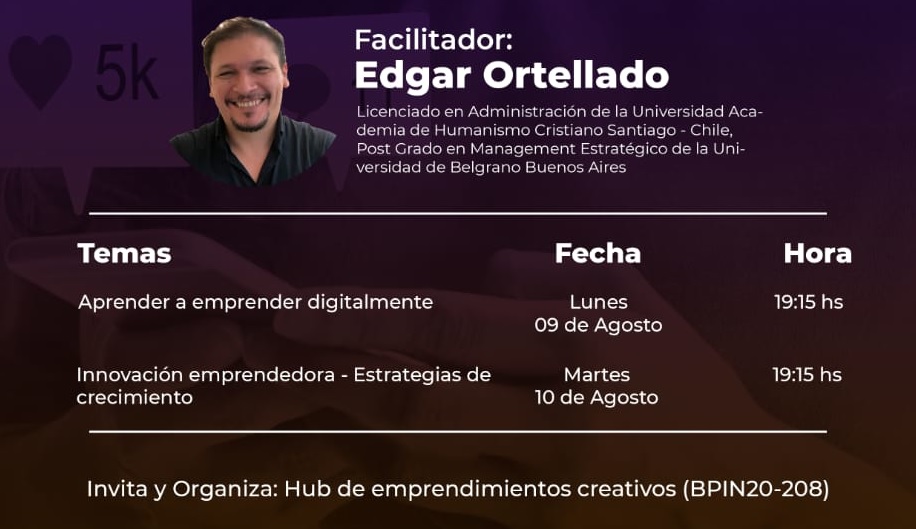 5k
Facilitador:
Edgar Ortellado
Licenciado en Administración de la Universidad Aca-
demia de Humanismo Cristiano Santiago - Chile,
Post Grado en Management Estratégico de la Uni-
versidad de Belgrano Buenos Aires
Temas Fecha Hora
Aprender a emprender digitalmente Lunes 19:15 hs
09 de Agosto
Innovación emprendedora - Estrategias de Martes 19:15 hs
crecimiento 10 de Agosto
Invita y Organiza: Hub de emprendimientos creativos (BPIN20-208)